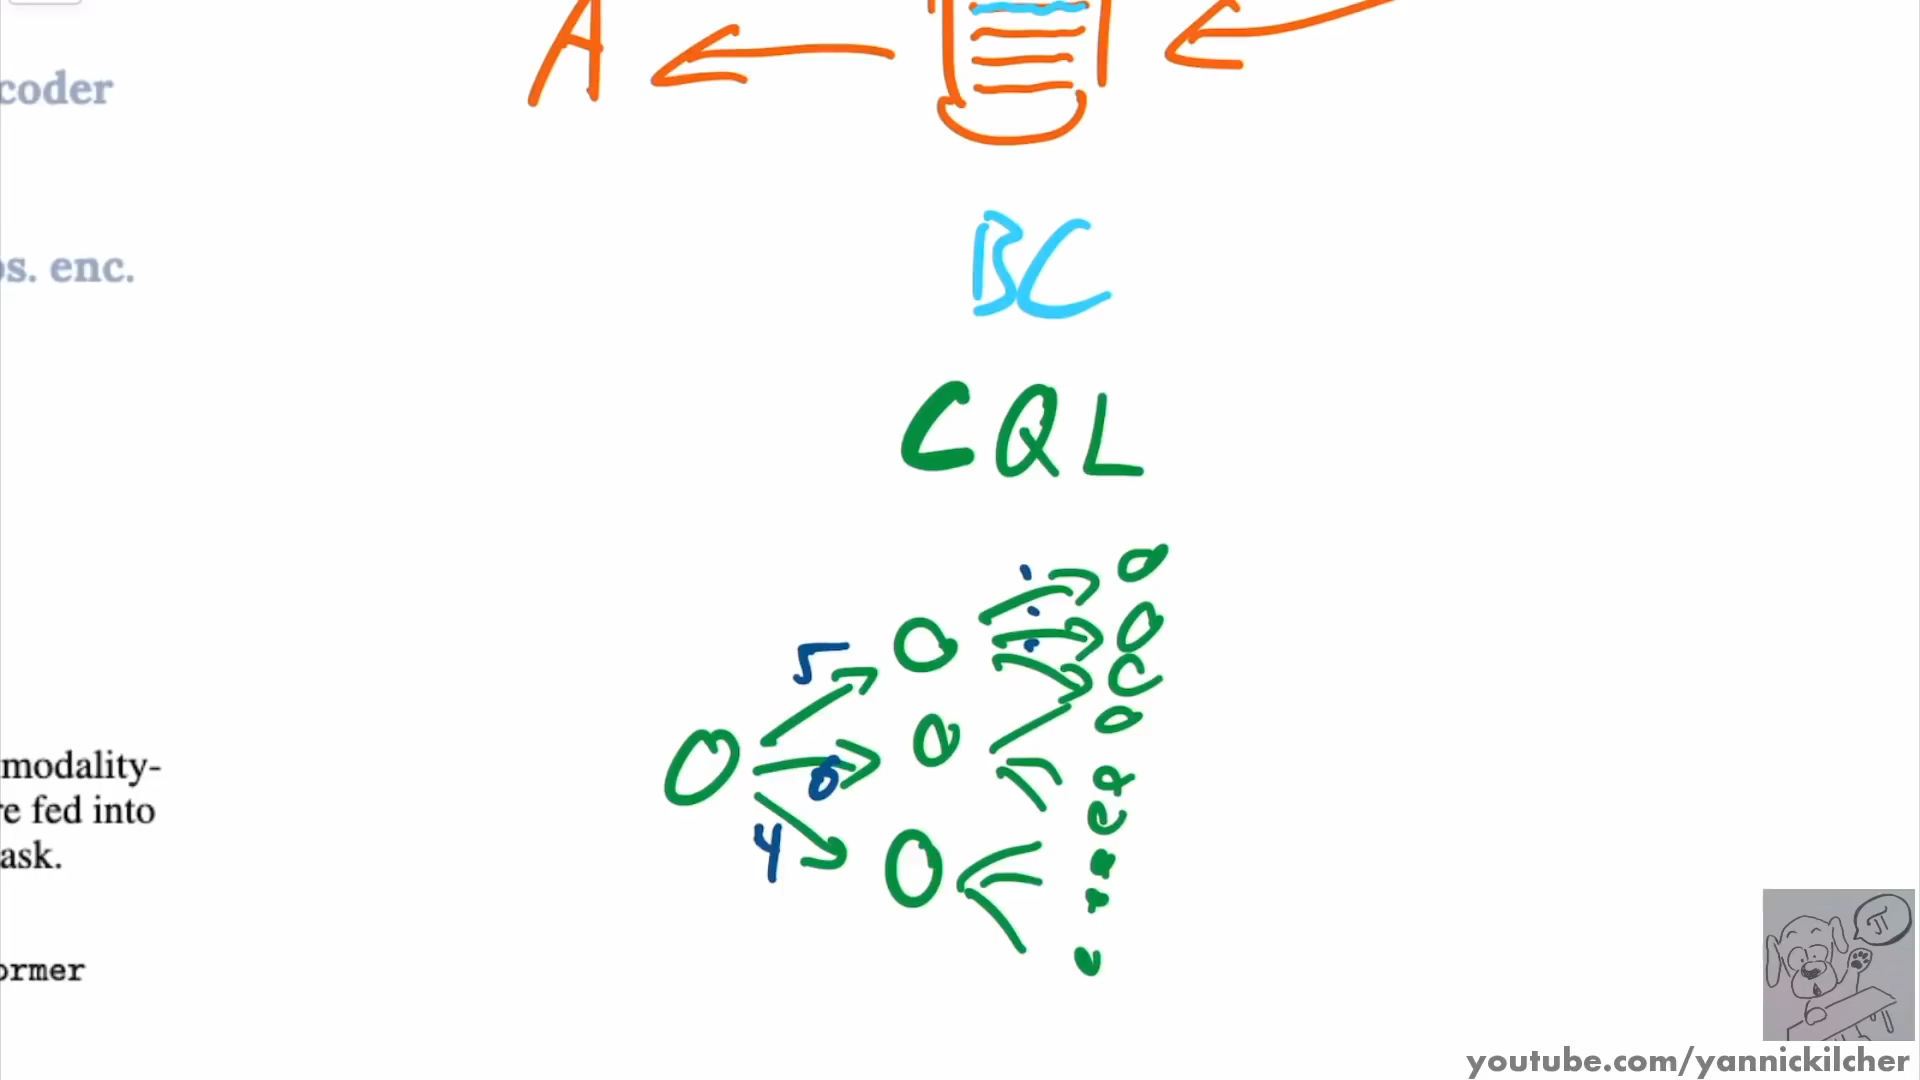 A
coder
BC
s. enc.
CQL
5
0
4
modality-
e fed into
ask.
ormer
π
youtube.com/yannickilcher